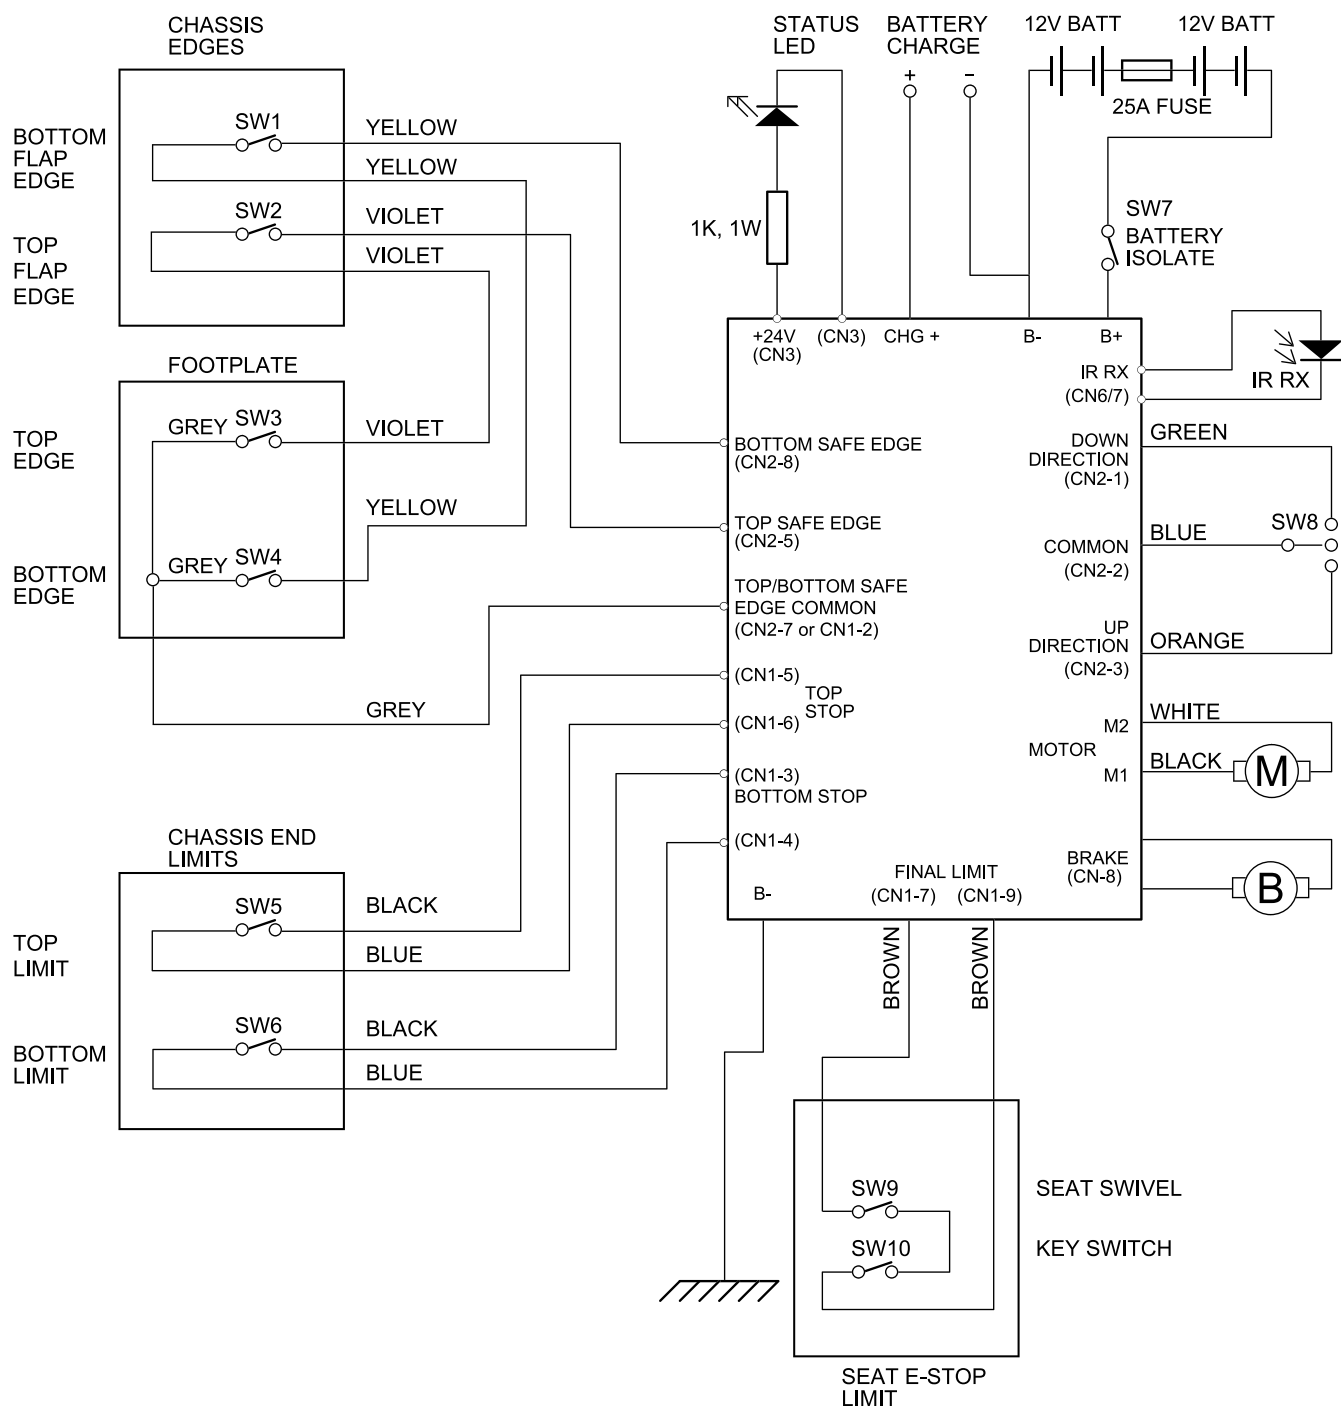 CHASSIS
EDGES
STATUS
LED
BATTERY
CHARGE
+
-
12V BATT
12V BATT
25A FUSE
BOTTOM
FLAP
EDGE
SW1
YELLOW
YELLOW
TOP
FLAP
EDGE
SW2
VIOLET
VIOLET
1K, 1W
SW7
BATTERY
ISOLATE
+24V
(CN3)
(CN3)
CHG +
B-
B+
IR RX
(CN6/7)
IR RX
FOOTPLATE
TOP
EDGE
GREY
SW3
VIOLET
BOTTOM
EDGE
GREY
SW4
YELLOW
GREY
BOTTOM SAFE EDGE
(CN2-8)
TOP SAFE EDGE
(CN2-5)
TOP/BOTTOM SAFE
EDGE COMMON
(CN2-7 or CN1-2)
(CN1-5)
TOP
STOP
(CN1-6)
(CN1-3)
BOTTOM STOP
(CN1-4)
B-
DOWN
DIRECTION
(CN2-1)
GREEN
COMMON
(CN2-2)
BLUE
SW8
UP
DIRECTION
(CN2-3)
ORANGE
M2
WHITE
MOTOR
M1
BLACK
M
BRAKE
(CN-8)
B
FINAL LIMIT
(CN1-7)
(CN1-9)
BROWN
BROWN
CHASSIS END
LIMITS
TOP
LIMIT
SW5
BLACK
BLUE
BOTTOM
LIMIT
SW6
BLACK
BLUE
SW9
SEAT SWIVEL
SW10
KEY SWITCH
SEAT E-STOP
LIMIT